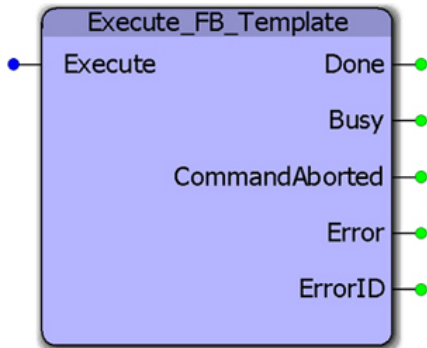 Execute_FB_Template
Execute Done
Busy
CommandAborted
Error
ErrorID